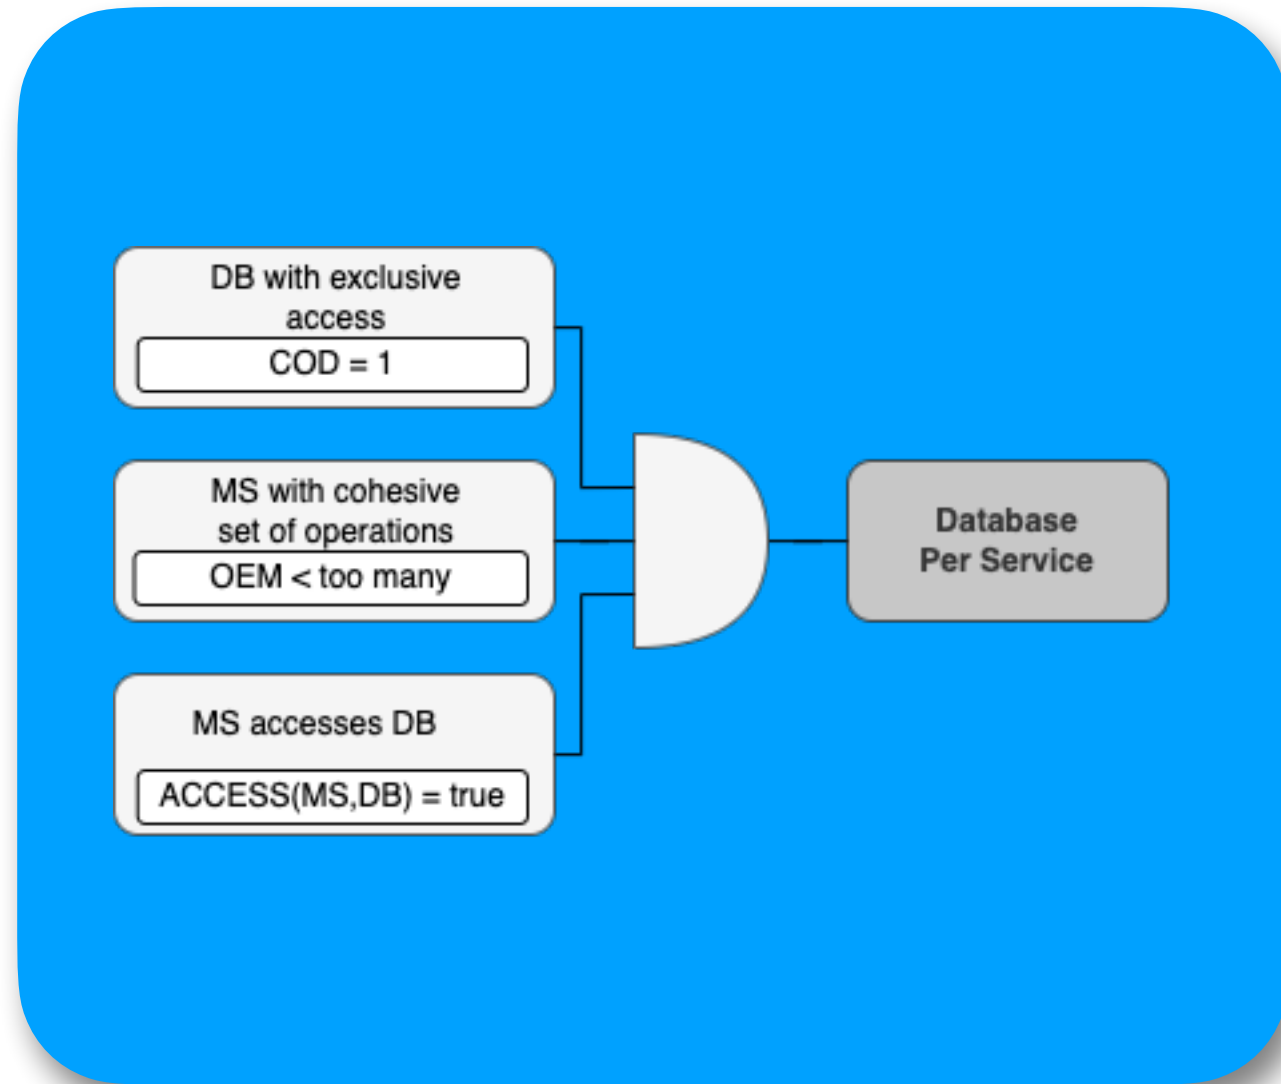 DB with exclusive
access
COD = 1
MS with cohesive
set of operations
OEM < too many
MS accesses DB
ACCESS(MS,DB) = true
Database
Per Service